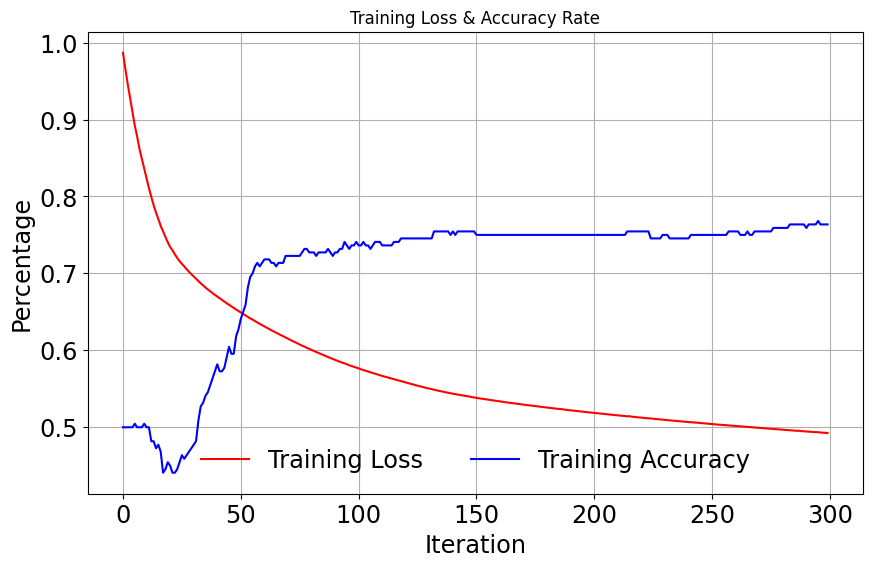 Training Loss & Accuracy Rate
1.0
0.9
0.8
0.7
0.6
0.5
Percentage
Training Loss
Training Accuracy
0 50 100 150 200 250 300
Iteration